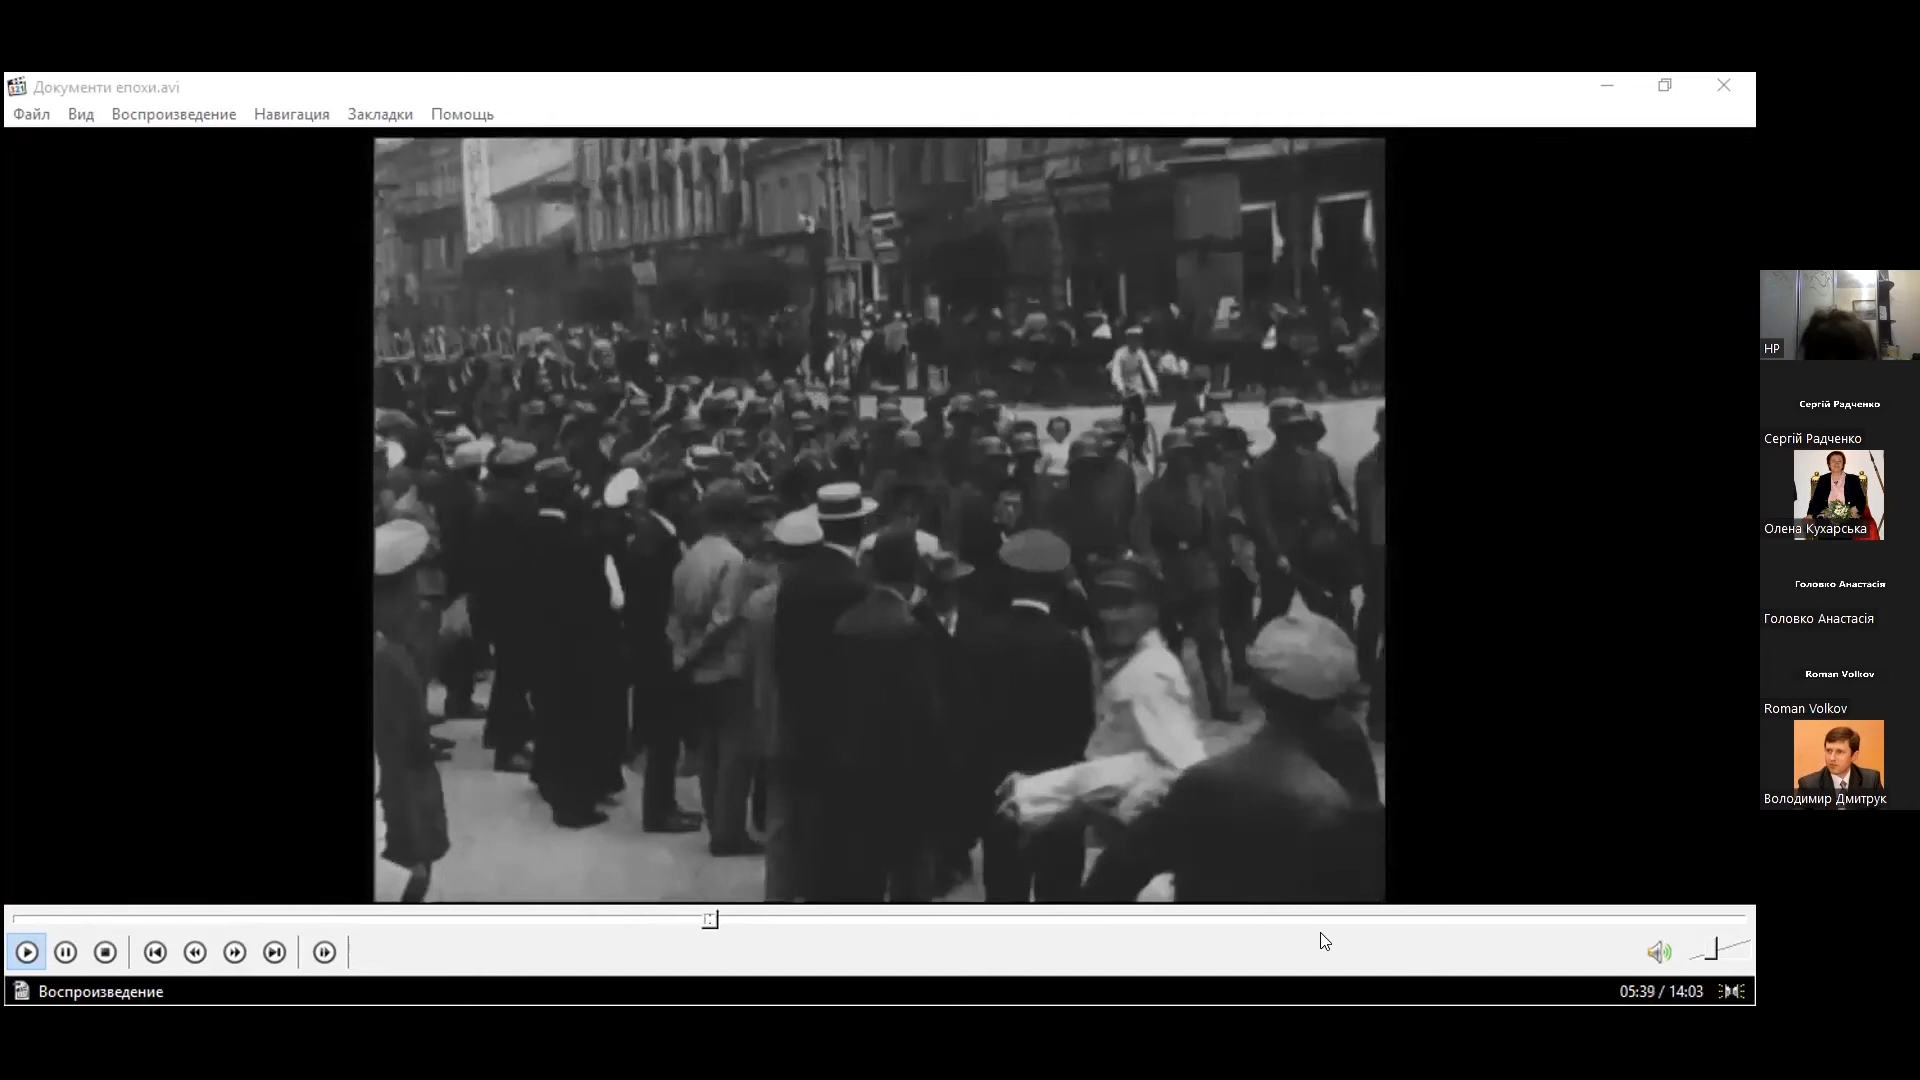 Документи епохи.avi
Файл Вид Воспроизведение Навигация Закладки Помощь
HP
Сергій Радченко
Сергій Радченко
Олена Кухарська
Головко Анастасія
Головко Анастасія
Roman Volkov
Roman Volkov
Володимир Дмитрук
Воспроизведение
05:39 / 14:03